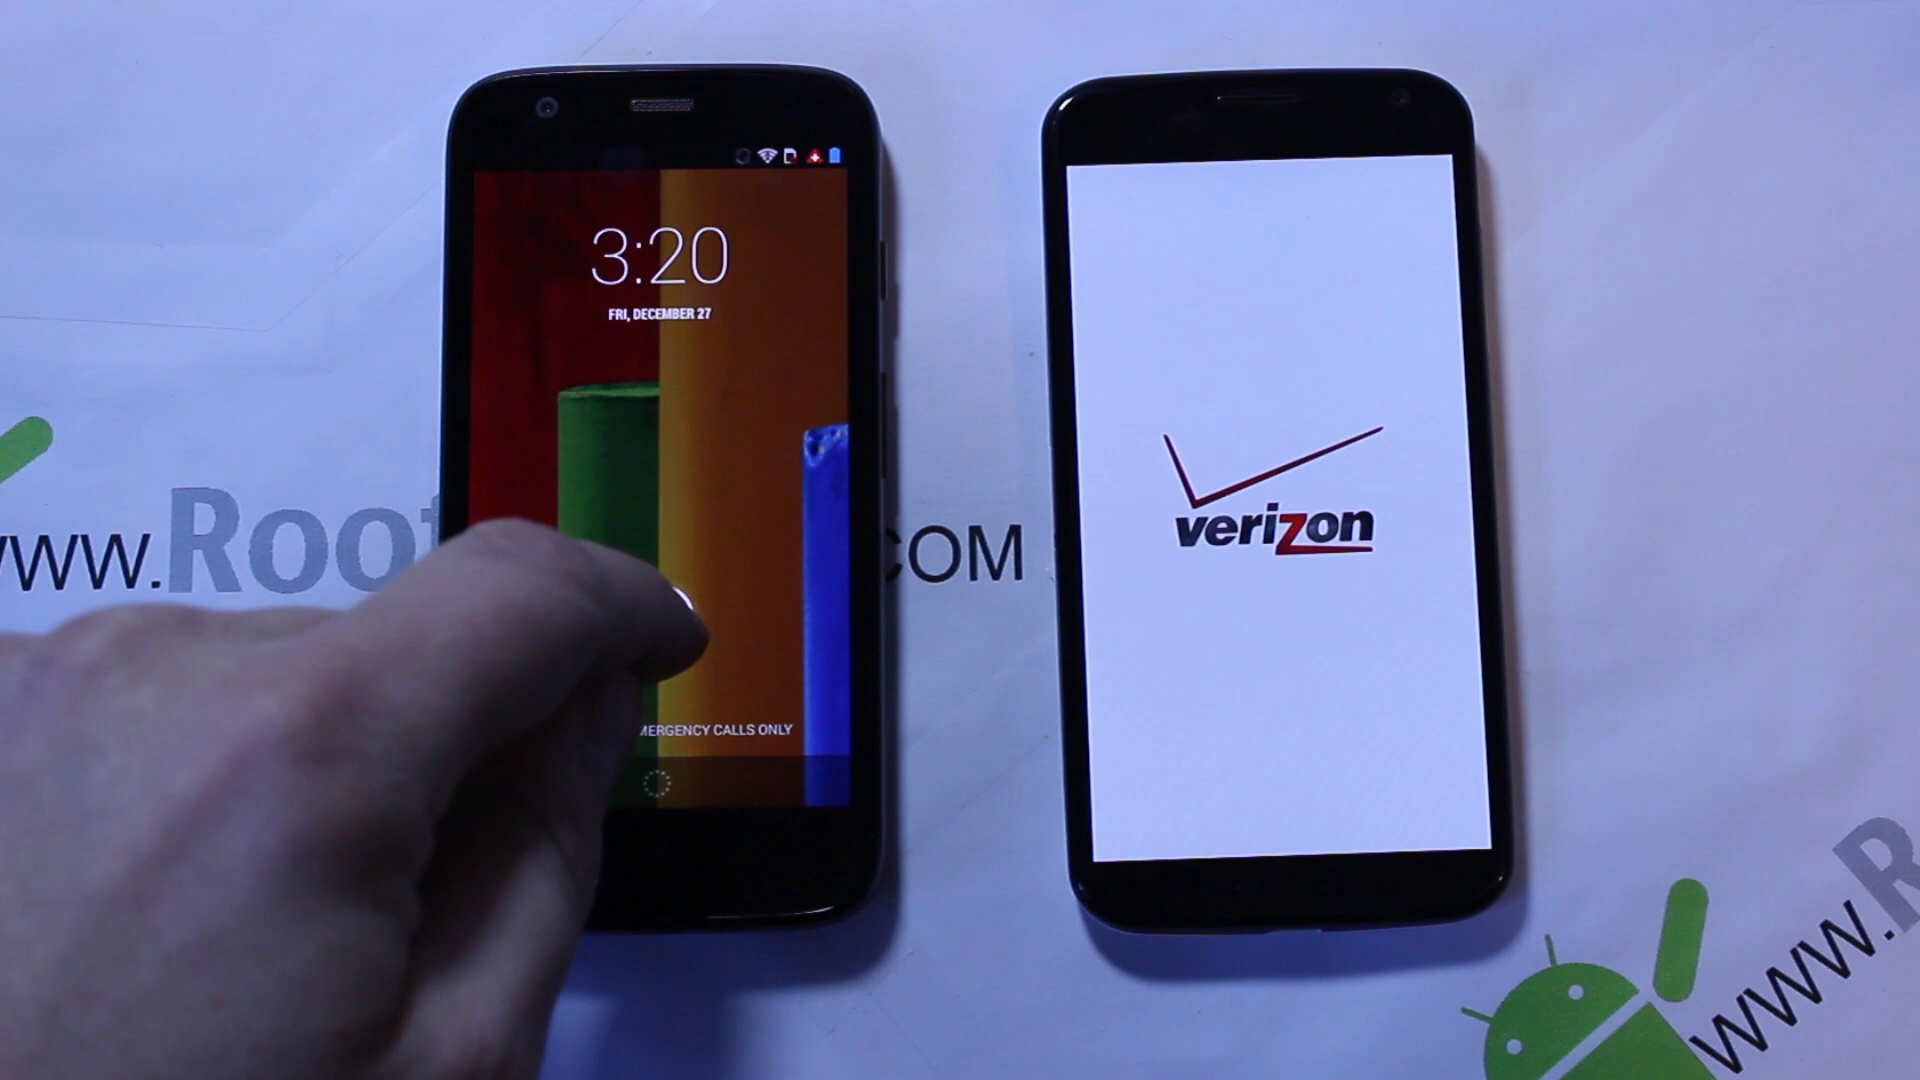 3:20
FRI, DECEMBER 27
www.Root
COM
verizon
MERGENCY CALLS ONLY
www.R